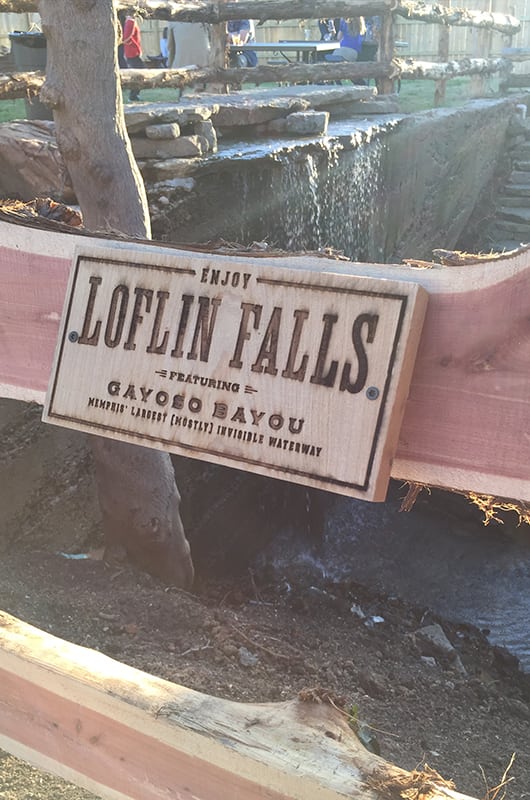 ENJOY
LOFLIN FALLS
FEATURING
GAYOSO BAYOU
MEMPHIS' LARGEST (MOSTLY) INVISIBLE WATERWAY